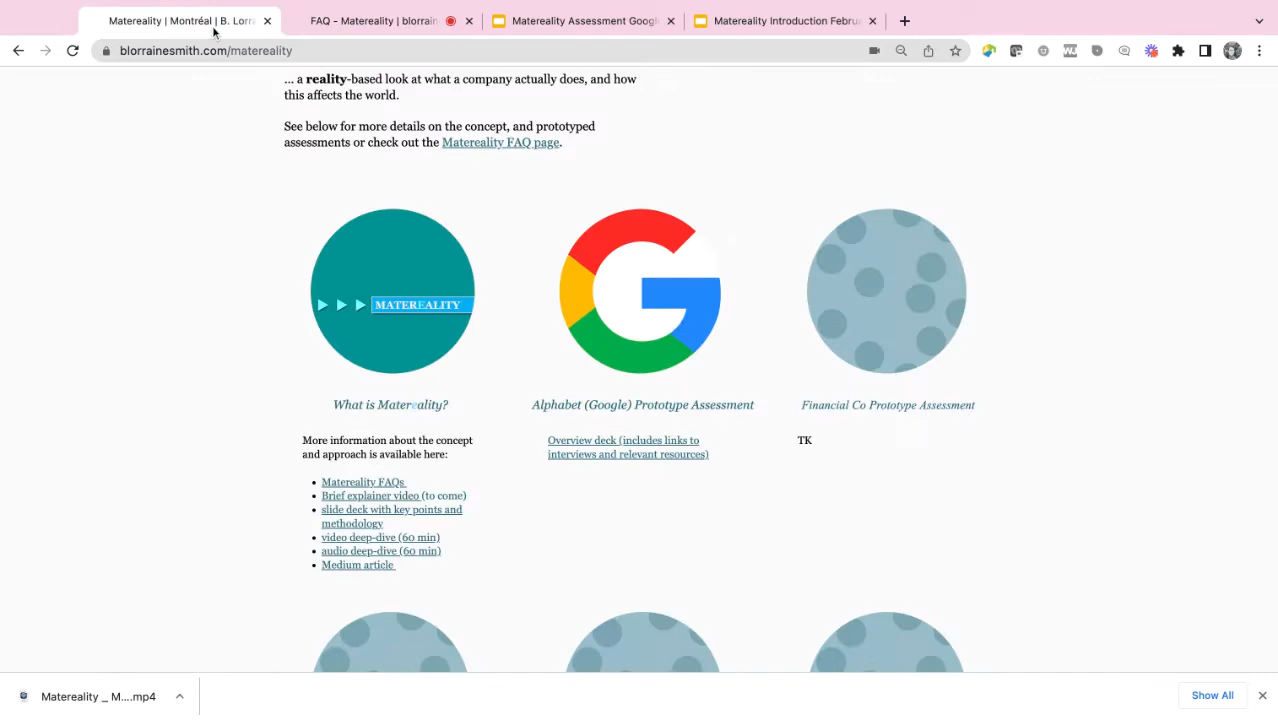 Matereality | Montréal | B. Lorra
FAQ - Matereality | blorrain
Matereality Assessment Googl
Matereality Introduction Februa
blorrainesmith.com/matereality
... a reality-based look at what a company actually does, and how
this affects the world.
See below for more details on the concept, and prototyped
assessments or check out the Matereality FAQ page.
MATEREALITY
What is Matereality?
Alphabet (Google) Prototype Assessment
Financial Co Prototype Assessment
More information about the concept
and approach is available here:
Overview deck (includes links to
interviews and relevant resources)
TK
• Matereality FAQs
• Brief explainer video (to come)
• slide deck with key points and
methodology
• video deep-dive (60 min)
• audio deep-dive (60 min)
• Medium article
Matereality _ M....mp4
Show All